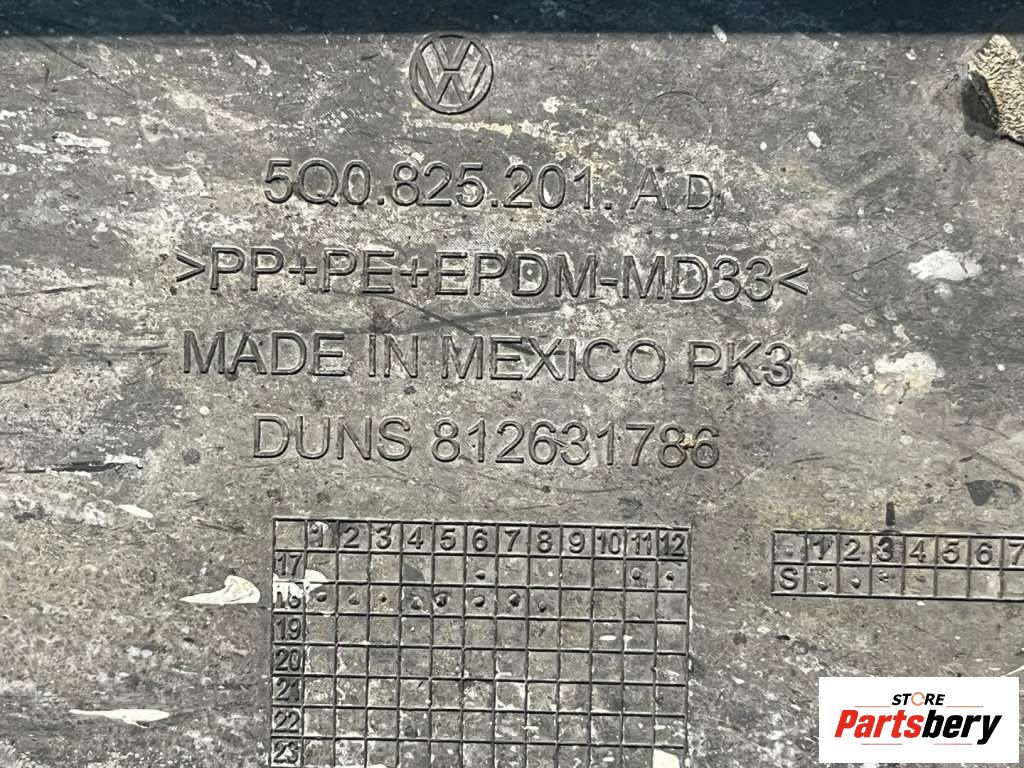 5Q0.825.201. A.D
>PP+PE+EPDM-MD33<
MADE IN MEXICO PK3
DUNS 812631786
1 2 3 4 5 6 7 8 9 10 11 12
17
18
19
20
21
22
23
1 2 3 4 5 6 7
S
STORE
Partsbery